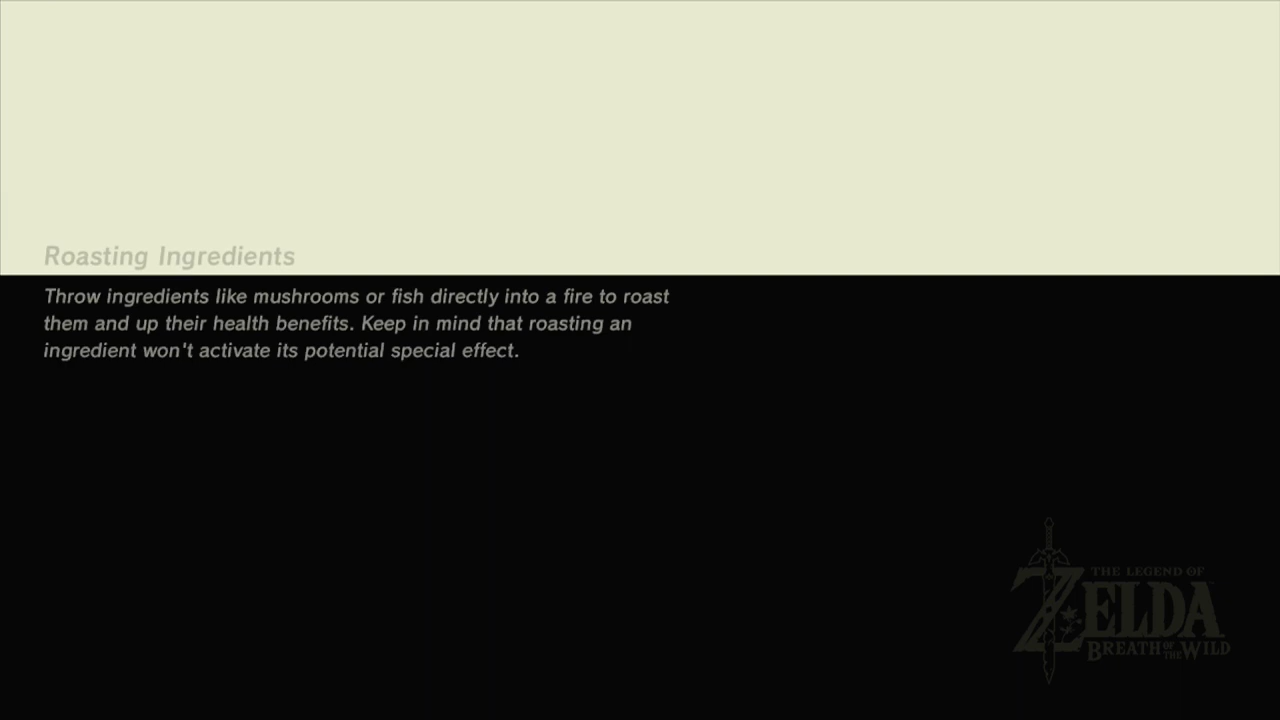 Roasting Ingredients
Throw ingredients like mushrooms or fish directly into a fire to roast
them and up their health benefits. Keep in mind that roasting an
ingredient won't activate its potential special effect.
THE LEGEND OF
ZELDA
BREATH OF THE WILD